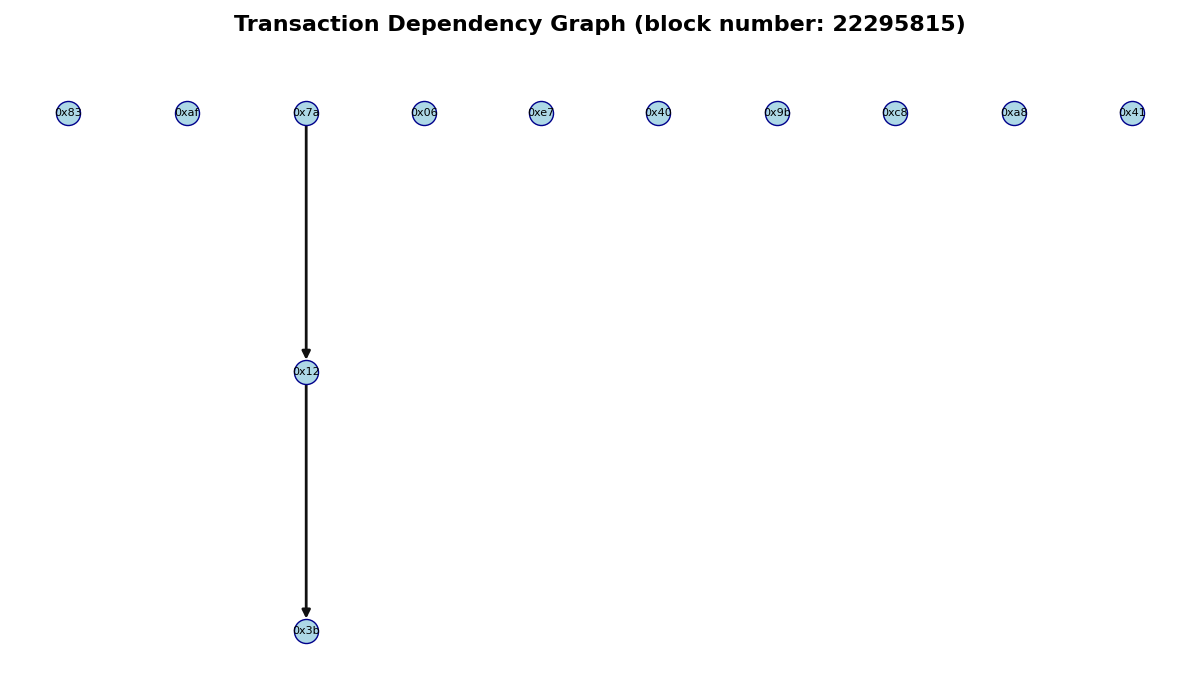 Transaction Dependency Graph (block number: 22295815)
0x83 0xaf 0x7a 0x06 0xe7 0x40 0x9b 0xc8 0xa8 0x41
0x12
0x3b